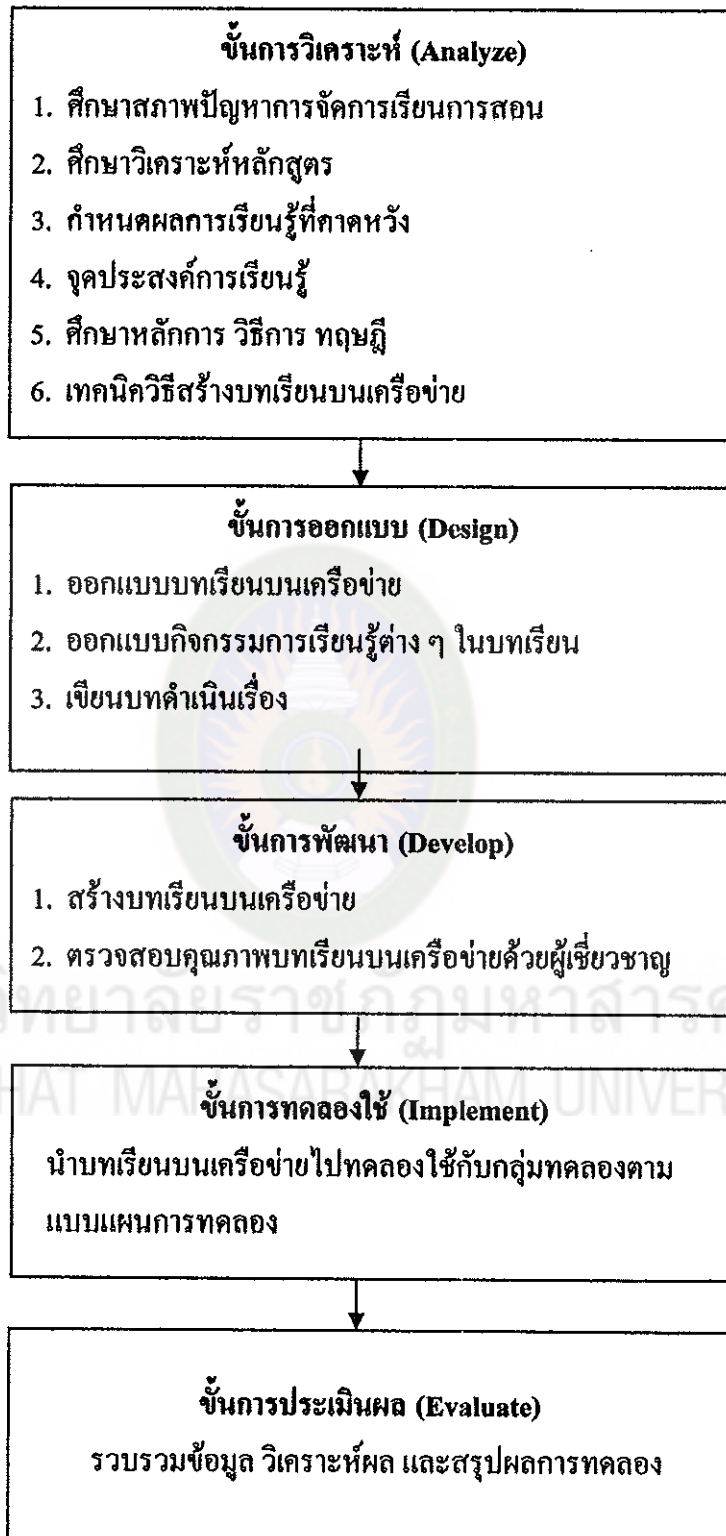 ขั้นการวิเคราะห์ (Analyze)
1. ศึกษาสภาพปัญหาการจัดการเรียนการสอน
2. ศึกษาวิเคราะห์หลักสูตร
3. กำหนดผลการเรียนรู้ที่คาดหวัง
4. จุดประสงค์การเรียนรู้
5. ศึกษาหลักการ วิธีการ ทฤษฎี
6. เทคนิควิธีสร้างบทเรียนบนเครือข่าย
ขั้นการออกแบบ (Design)
1. ออกแบบบทเรียนบนเครือข่าย
2. ออกแบบกิจกรรมการเรียนรู้ต่าง ๆ ในบทเรียน
3. เขียนบทดำเนินเรื่อง
ขั้นการพัฒนา (Develop)
1. สร้างบทเรียนบนเครือข่าย
2. ตรวจสอบคุณภาพบทเรียนบนเครือข่ายด้วยผู้เชี่ยวชาญ
วิทยาลัยราชภัฏมหาสารค
HAT MAHASARAKHAM UNIVER
ขั้นการทดลองใช้ (Implement)
นำบทเรียนบนเครือข่ายไปทดลองใช้กับกลุ่มทดลองตาม
แบบแผนการทดลอง
ขั้นการประเมินผล (Evaluate)
รวบรวมข้อมูล วิเคราะห์ผล และสรุปผลการทดลอง